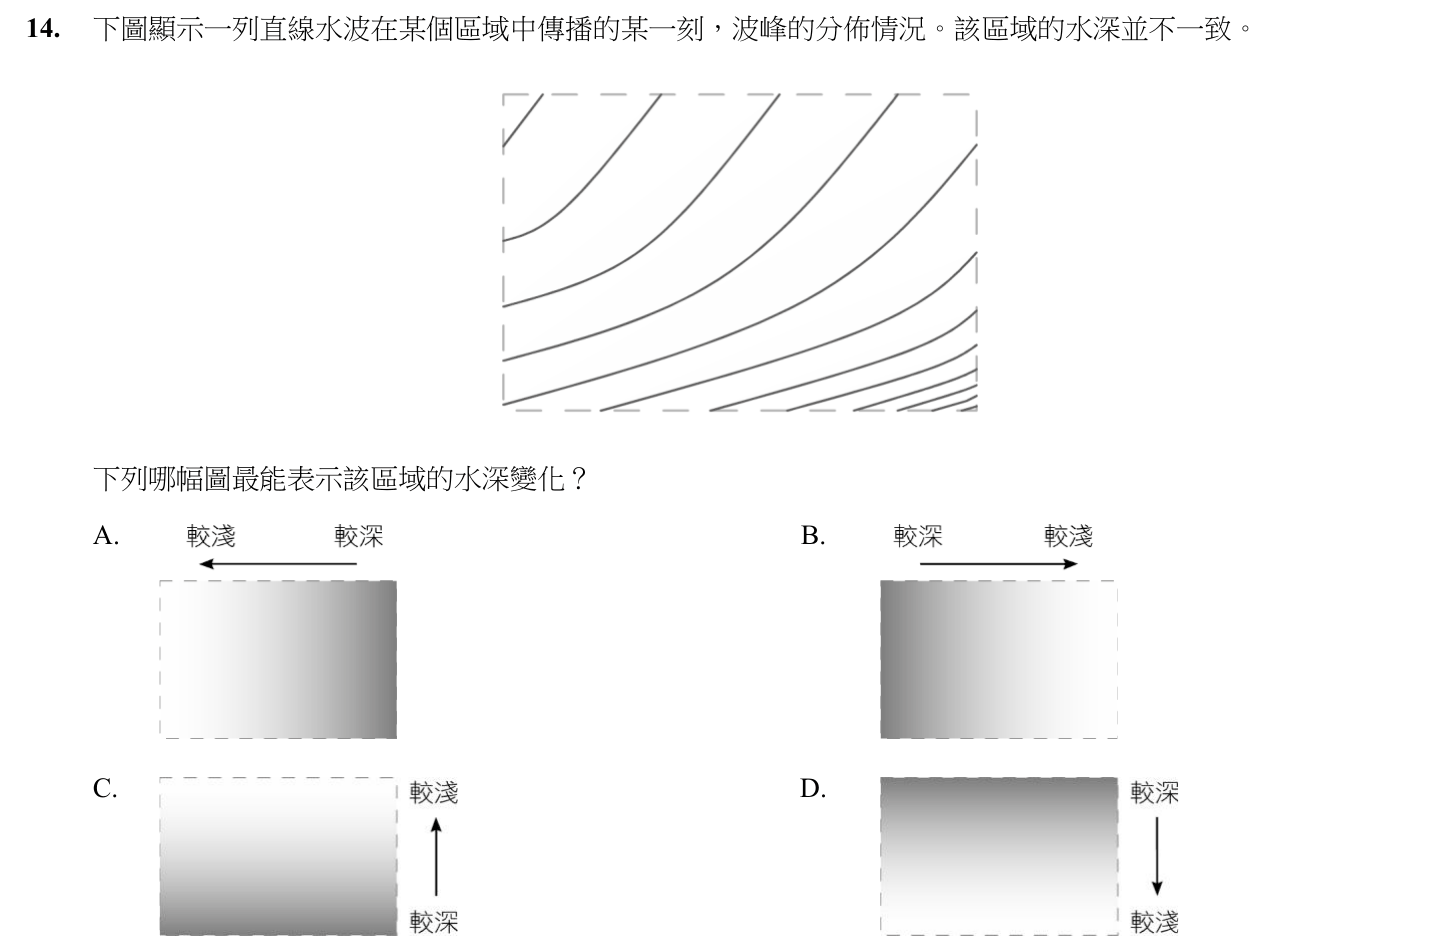 14. 下圖顯示一列直線水波在某個區域中傳播的某一刻，波峰的分佈情況。該區域的水深並不一致。
下列哪幅圖最能表示該區域的水深變化？
A. 較淺 較深
B. 較深 較淺
C. 較淺
較深
D. 較深
較淺